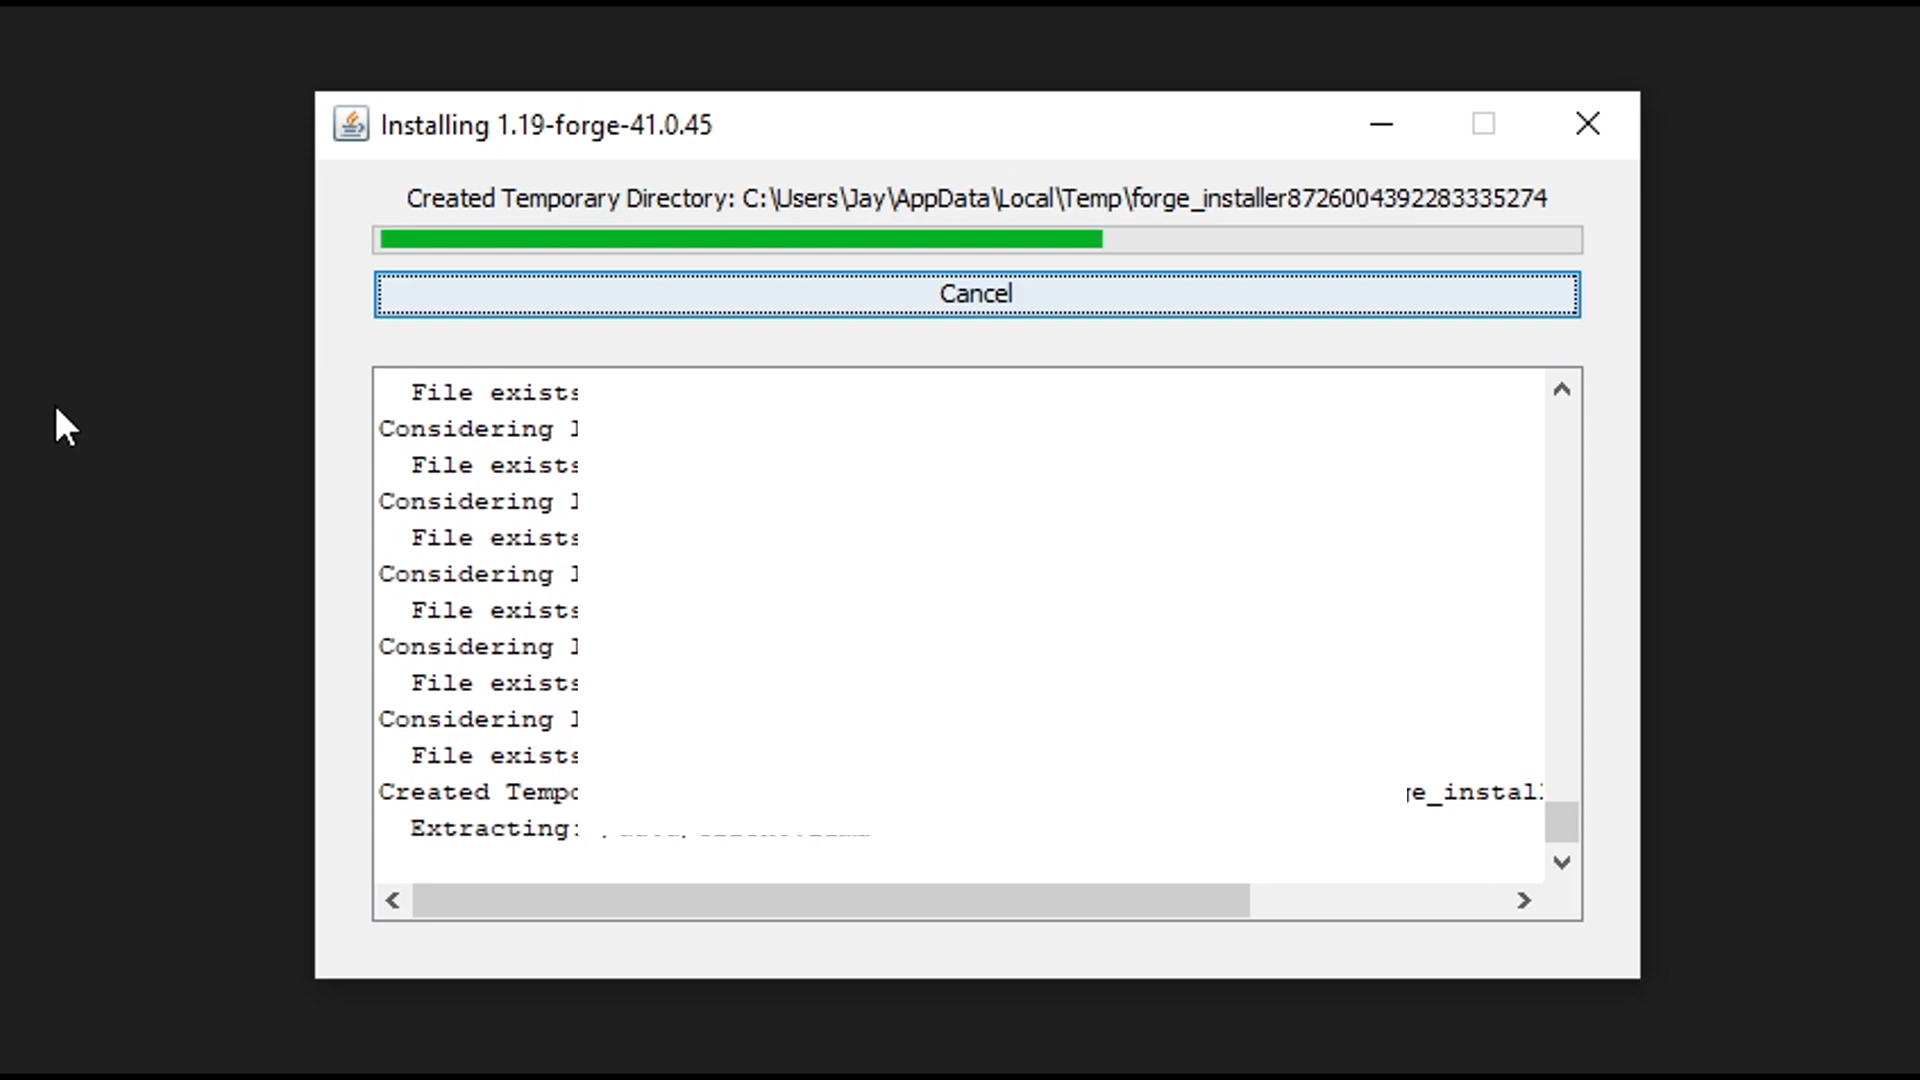 Installing 1.19-forge-41.0.45
Created Temporary Directory: C:\Users\Jay\AppData\Local\Temp\forge_installer8726004392283335274
Cancel
File exists
Considering
File exists
Considering
File exists
Considering
File exists
Considering
File exists
Considering
File exists
Created
Extracting: